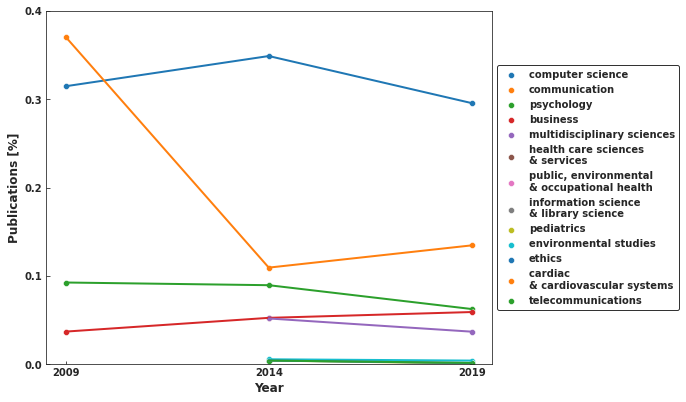 0.4
0.3
0.2
0.1
0.0
Publications [%]
2009
2014
2019
Year
computer science
communication
psychology
business
multidisciplinary sciences
health care sciences
& services
public, environmental
& occupational health
information science
& library science
pediatrics
environmental studies
ethics
cardiac
& cardiovascular systems
telecommunications